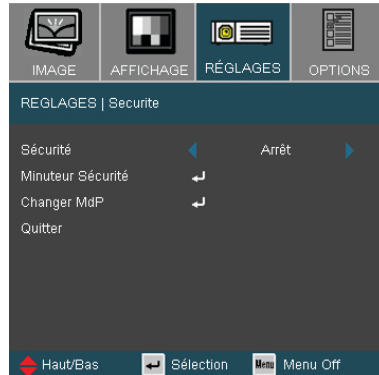 IMAGE AFFICHAGE RÉGLAGES OPTIONS
REGLAGES | Securite
Sécurité Arrêt
Minuteur Sécurité
Changer MdP
Quitter
Haut/Bas Sélection Menu Menu Off